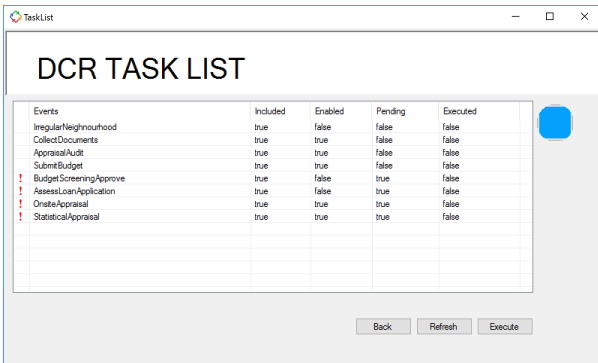 TaskList
DCR TASK LIST
Events Included Enabled Pending Executed
IrregularNeighnourhood true false false false
CollectDocuments true true false false
AppraisalAudit true true false false
SubmitBudget true true false false
! BudgetScreeningApprove true false true false
! AssessLoanApplication true false true false
! OnsiteAppraisal true true true false
! StatisticalAppraisal true true true false
Back Refresh Execute